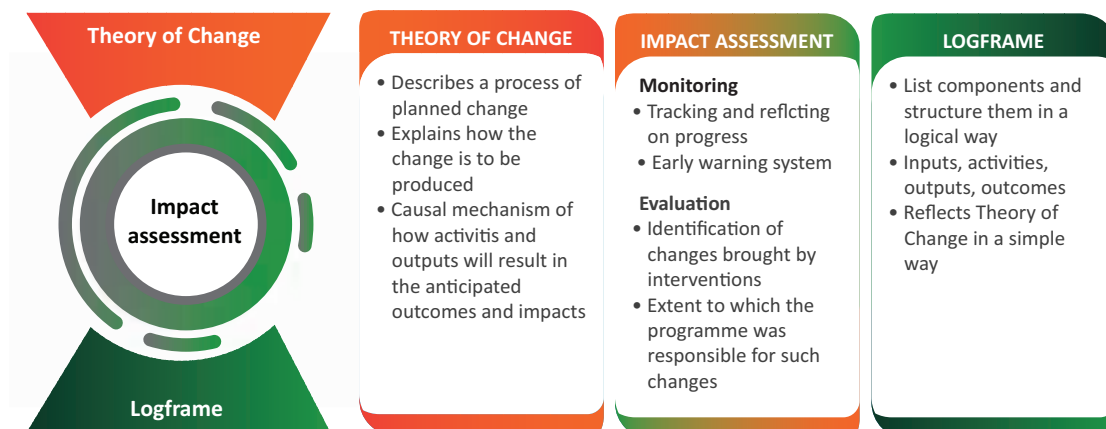 Theory of Change
Impact
assessment
Logframe
THEORY OF CHANGE
• Describes a process of
planned change
• Explains how the
change is to be
produced
• Causal mechanism of
how activitis and
outputs will result in
the anticipated
outcomes and impacts
IMPACT ASSESSMENT
Monitoring
• Tracking and reflcting
on progress
• Early warning system
Evaluation
• Identification of
changes brought by
interventions
• Extent to which the
programme was
responsible for such
changes
LOGFRAME
• List components and
structure them in a
logical way
• Inputs, activities,
outputs, outcomes
• Reflects Theory of
Change in a simple
way